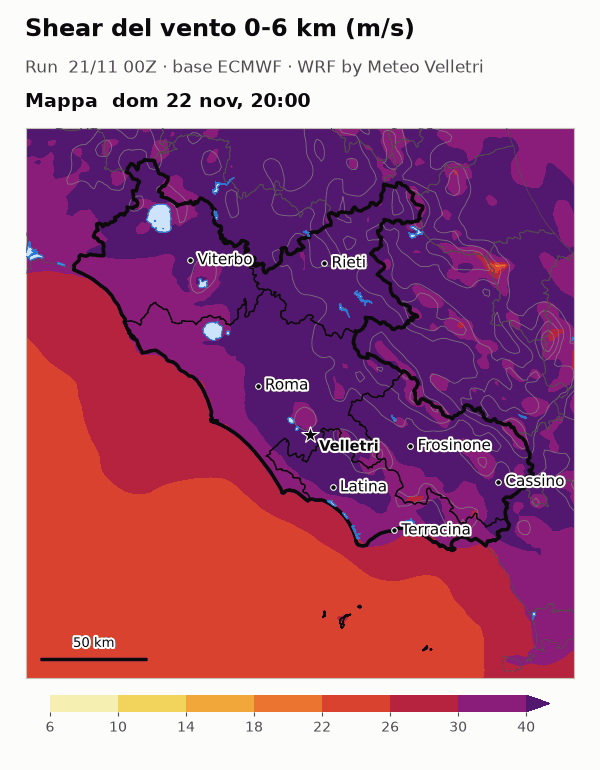 Shear del vento 0-6 km (m/s)
Run 21/11 00Z · base ECMWF · WRF by Meteo Velletri
Mappa dom 22 nov, 20:00
Viterbo
Rieti
Roma
Velletri
Frosinone
Cassino
Latina
Terracina
50 km
6 10 14 18 22 26 30 40